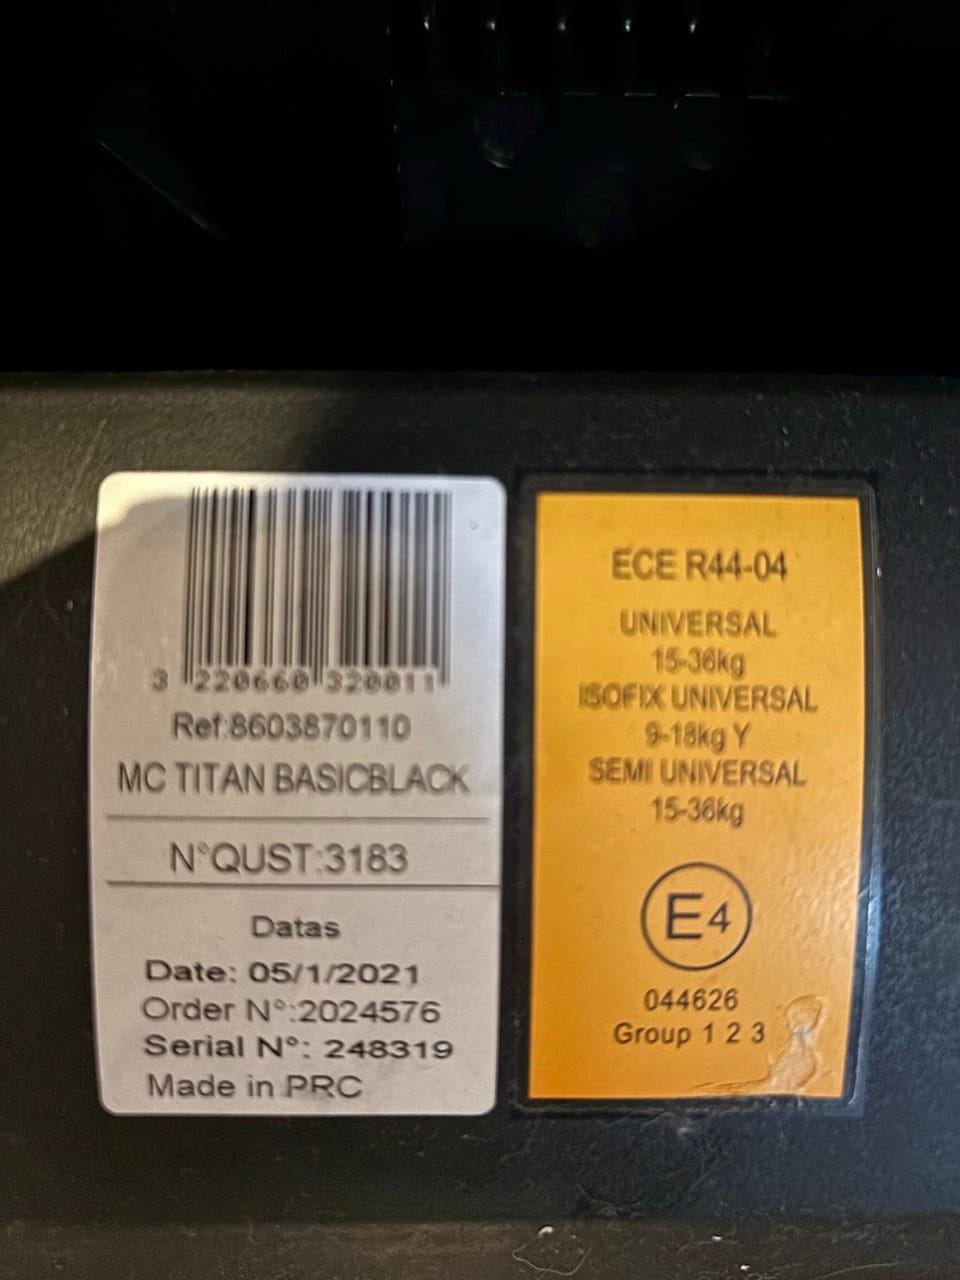 3 220660 320011
Ref:8603870110
MC TITAN BASICBLACK
N°QUST:3183
Datas
Date: 05/1/2021
Order N°:2024576
Serial N°: 248319
Made in PRC
ECE R44-04
UNIVERSAL
15-36kg
ISOFIX UNIVERSAL
9-18kg Y
SEMI UNIVERSAL
15-36kg
E4
044626
Group 1 2 3